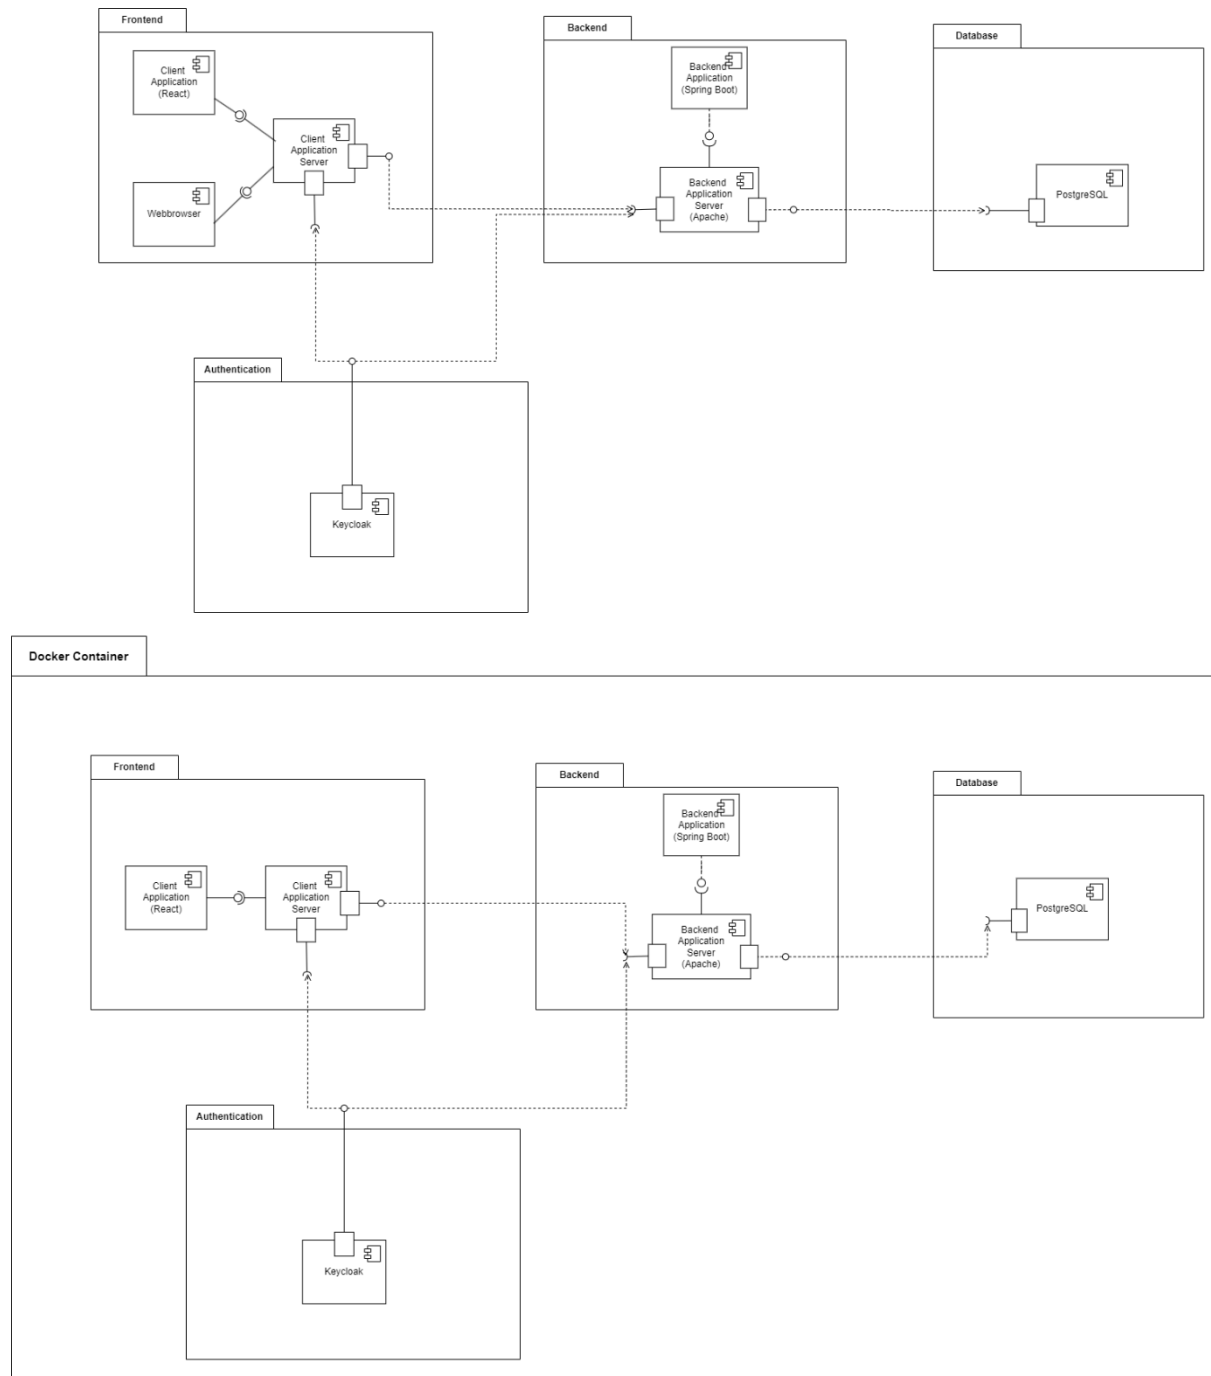 Frontend
Backend
Database
Client
Application
(React)
Backend
Application
(Spring Boot)
Client
Application
Server
Webbrowser
Backend
Application
Server
(Apache)
PostgreSQL
Authentication
Keycloak
Docker Container
Frontend
Backend
Database
Backend
Application
(Spring Boot)
Client
Application
(React)
Client
Application
Server
PostgreSQL
Backend
Application
Server
(Apache)
Authentication
Keycloak